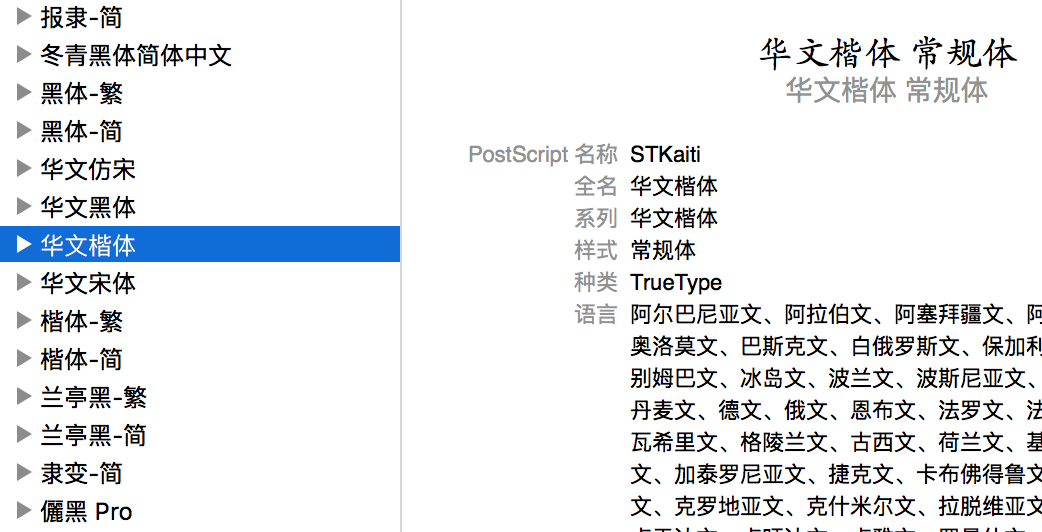 报隶-简
冬青黑体简体中文
黑体-繁
黑体-简
华文仿宋
华文黑体
华文楷体
华文宋体
楷体-繁
楷体-简
兰亭黑-繁
兰亭黑-简
隶变-简
儷黑 Pro
华文楷体 常规体
华文楷体 常规体
PostScript 名称 STKaiti
全名 华文楷体
系列 华文楷体
样式 常规体
种类 TrueType
语言 阿尔巴尼亚文、阿拉伯文、阿塞拜疆文、阿
奥洛莫文、巴斯克文、白俄罗斯文、保加利
别姆巴文、冰岛文、波兰文、波斯尼亚文、
丹麦文、德文、俄文、恩布文、法罗文、法
瓦希里文、格陵兰文、古西文、荷兰文、基
文、加泰罗尼亚文、捷克文、卡布佛得鲁文
文、克罗地亚文、克什米尔文、拉脱维亚文